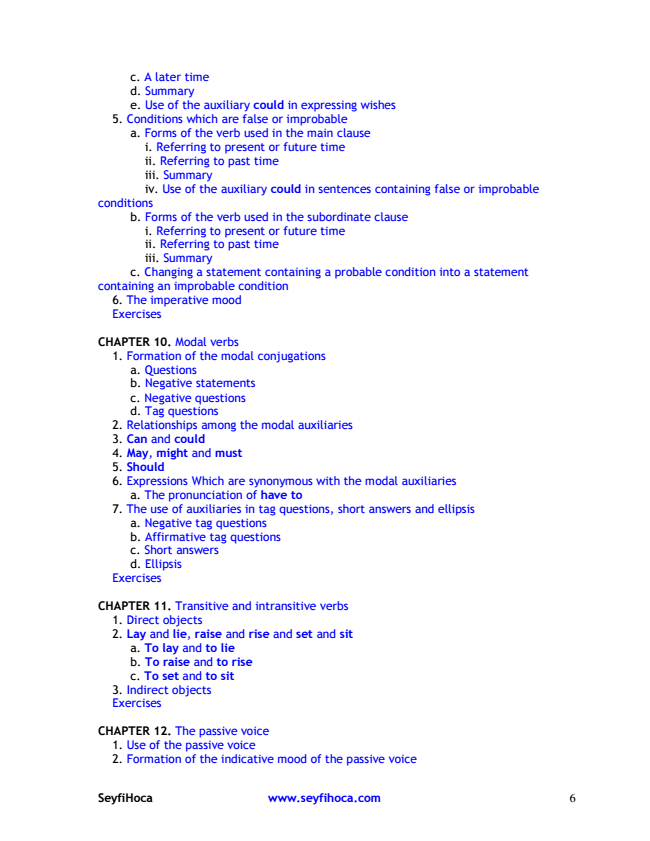 c. A later time
d. Summary
e. Use of the auxiliary could in expressing wishes
5. Conditions which are false or improbable
a. Forms of the verb used in the main clause
i. Referring to present or future time
ii. Referring to past time
iii. Summary
iv. Use of the auxiliary could in sentences containing false or improbable
conditions
b. Forms of the verb used in the subordinate clause
i. Referring to present or future time
ii. Referring to past time
iii. Summary
c. Changing a statement containing a probable condition into a statement
containing an improbable condition
6. The imperative mood
Exercises
CHAPTER 10. Modal verbs
1. Formation of the modal conjugations
a. Questions
b. Negative statements
c. Negative questions
d. Tag questions
2. Relationships among the modal auxiliaries
3. Can and could
4. May, might and must
5. Should
6. Expressions Which are synonymous with the modal auxiliaries
a. The pronunciation of have to
7. The use of auxiliaries in tag questions, short answers and ellipsis
a. Negative tag questions
b. Affirmative tag questions
c. Short answers
d. Ellipsis
Exercises
CHAPTER 11. Transitive and intransitive verbs
1. Direct objects
2. Lay and lie, raise and rise and set and sit
a. To lay and to lie
b. To raise and to rise
c. To set and to sit
3. Indirect objects
Exercises
CHAPTER 12. The passive voice
1. Use of the passive voice
2. Formation of the indicative mood of the passive voice
SeyfiHoca www.seyfihoca.com 6